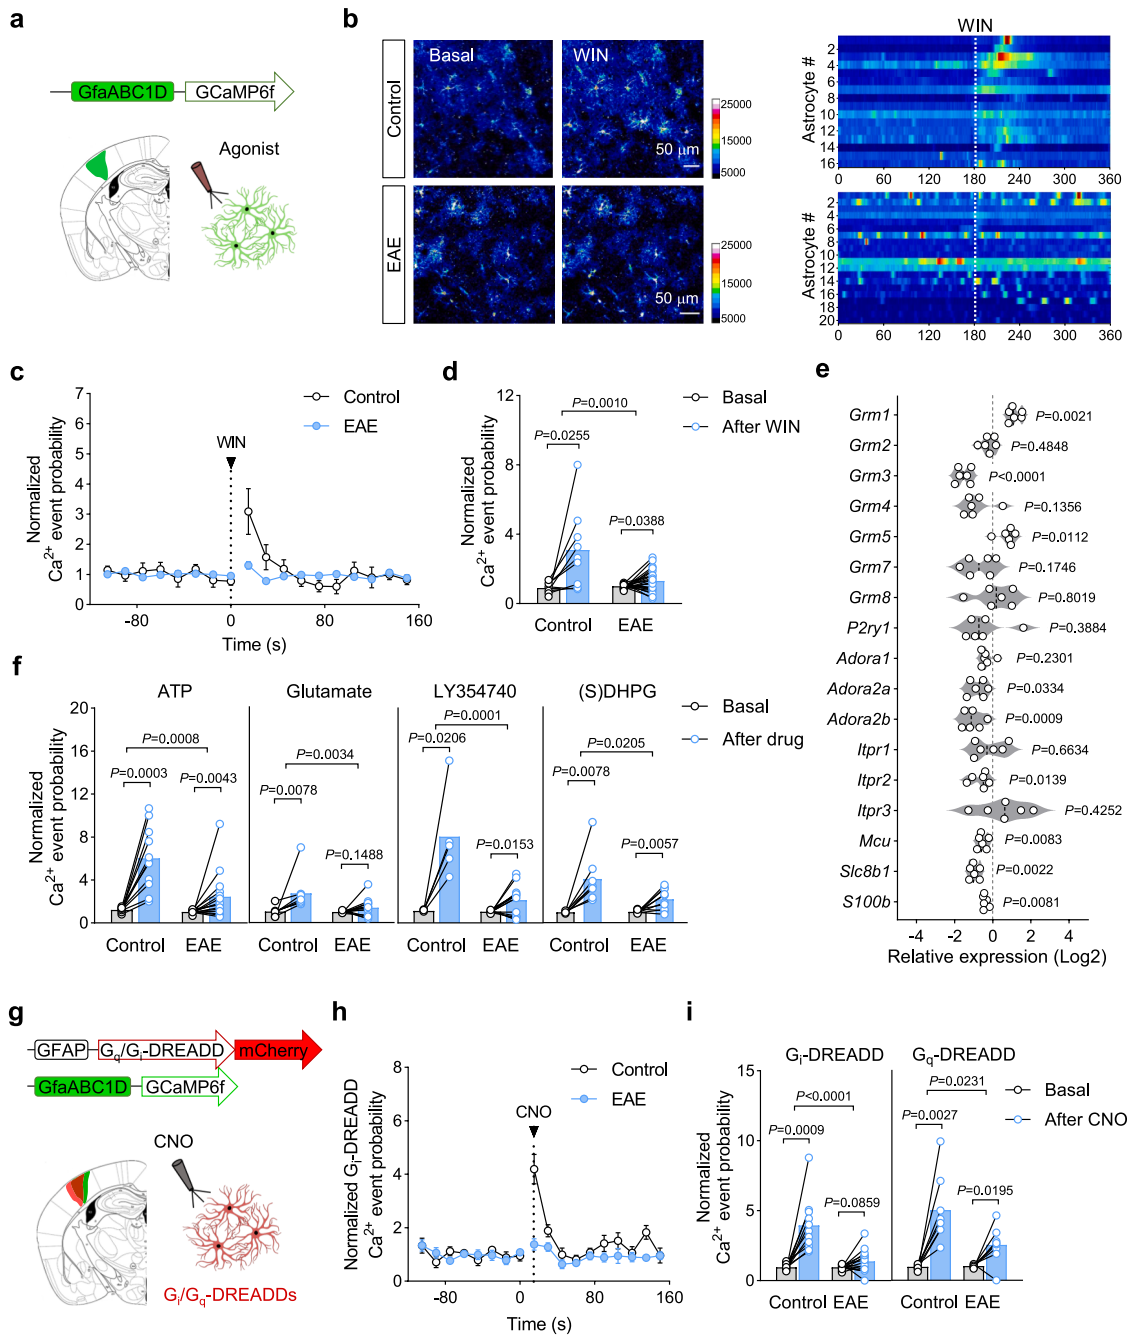 a
GfaABC1D
GCaMP6f
Agonist
b
Control
EAE
Basal
WIN
50 µm
50 µm
25000
15000
5000
25000
15000
5000
WIN
Astrocyte #
2
4
6
8
10
12
14
16
Astrocyte #
2
4
6
8
10
12
14
16
18
20
0 60 120 180 240 300 360
c
Normalized
Ca2+ event probability
7
6
5
4
3
2
1
0
WIN
Control
EAE
-80 0 80 160
Time (s)
d
Normalized
Ca2+ event probability
12
8
4
0
P=0.0010
P=0.0255
P=0.0388
Basal
After WIN
Control EAE
e
Grm1 P=0.0021
Grm2 P=0.4848
Grm3 P<0.0001
Grm4 P=0.1356
Grm5 P=0.0112
Grm7 P=0.1746
Grm8 P=0.8019
P2ry1 P=0.3884
Adora1 P=0.2301
Adora2a P=0.0334
Adora2b P=0.0009
Itpr1 P=0.6634
Itpr2 P=0.0139
Itpr3 P=0.4252
Mcu P=0.0083
Slc8b1 P=0.0022
S100b P=0.0081
-4 -2 0 2 4
Relative expression (Log2)
f
Normalized
Ca2+ event probability
20
16
12
8
4
0
ATP
P=0.0008
P=0.0003
P=0.0043
Control EAE
Glutamate
P=0.0034
P=0.0078
P=0.1488
Control EAE
LY354740
P=0.0001
P=0.0206
P=0.0153
Control EAE
(S)DHPG
P=0.0205
P=0.0078
P=0.0057
Control EAE
Basal
After drug
g
GFAP
Gq/Gi-DREADD
mCherry
GfaABC1D
GCaMP6f
CNO
Gi/Gq-DREADDs
h
Normalized Gi-DREADD
Ca2+ event probability
8
6
4
2
0
CNO
Control
EAE
-80 0 80 160
Time (s)
i
Normalized
Ca2+ event probability
15
10
5
0
Gi-DREADD
P<0.0001
P=0.0009
P=0.0859
Control EAE
Gq-DREADD
P=0.0231
P=0.0027
P=0.0195
Control EAE
Basal
After CNO